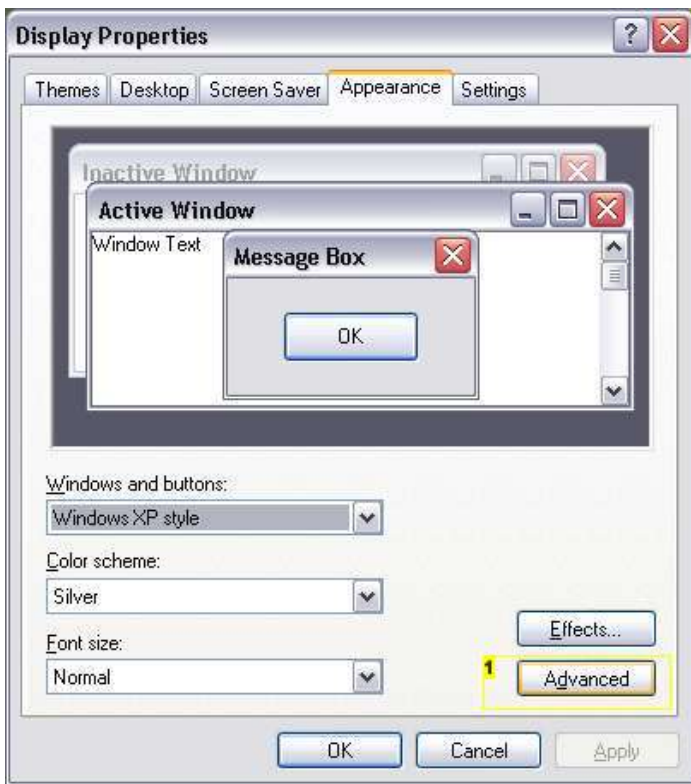 Display Properties
Themes Desktop Screen Saver Appearance Settings
Inactive Window
Active Window
Window Text
Message Box
OK
Windows and buttons:
Windows XP style
Color scheme:
Silver
Effects...
Font size:
Normal
1
Advanced
OK Cancel Apply